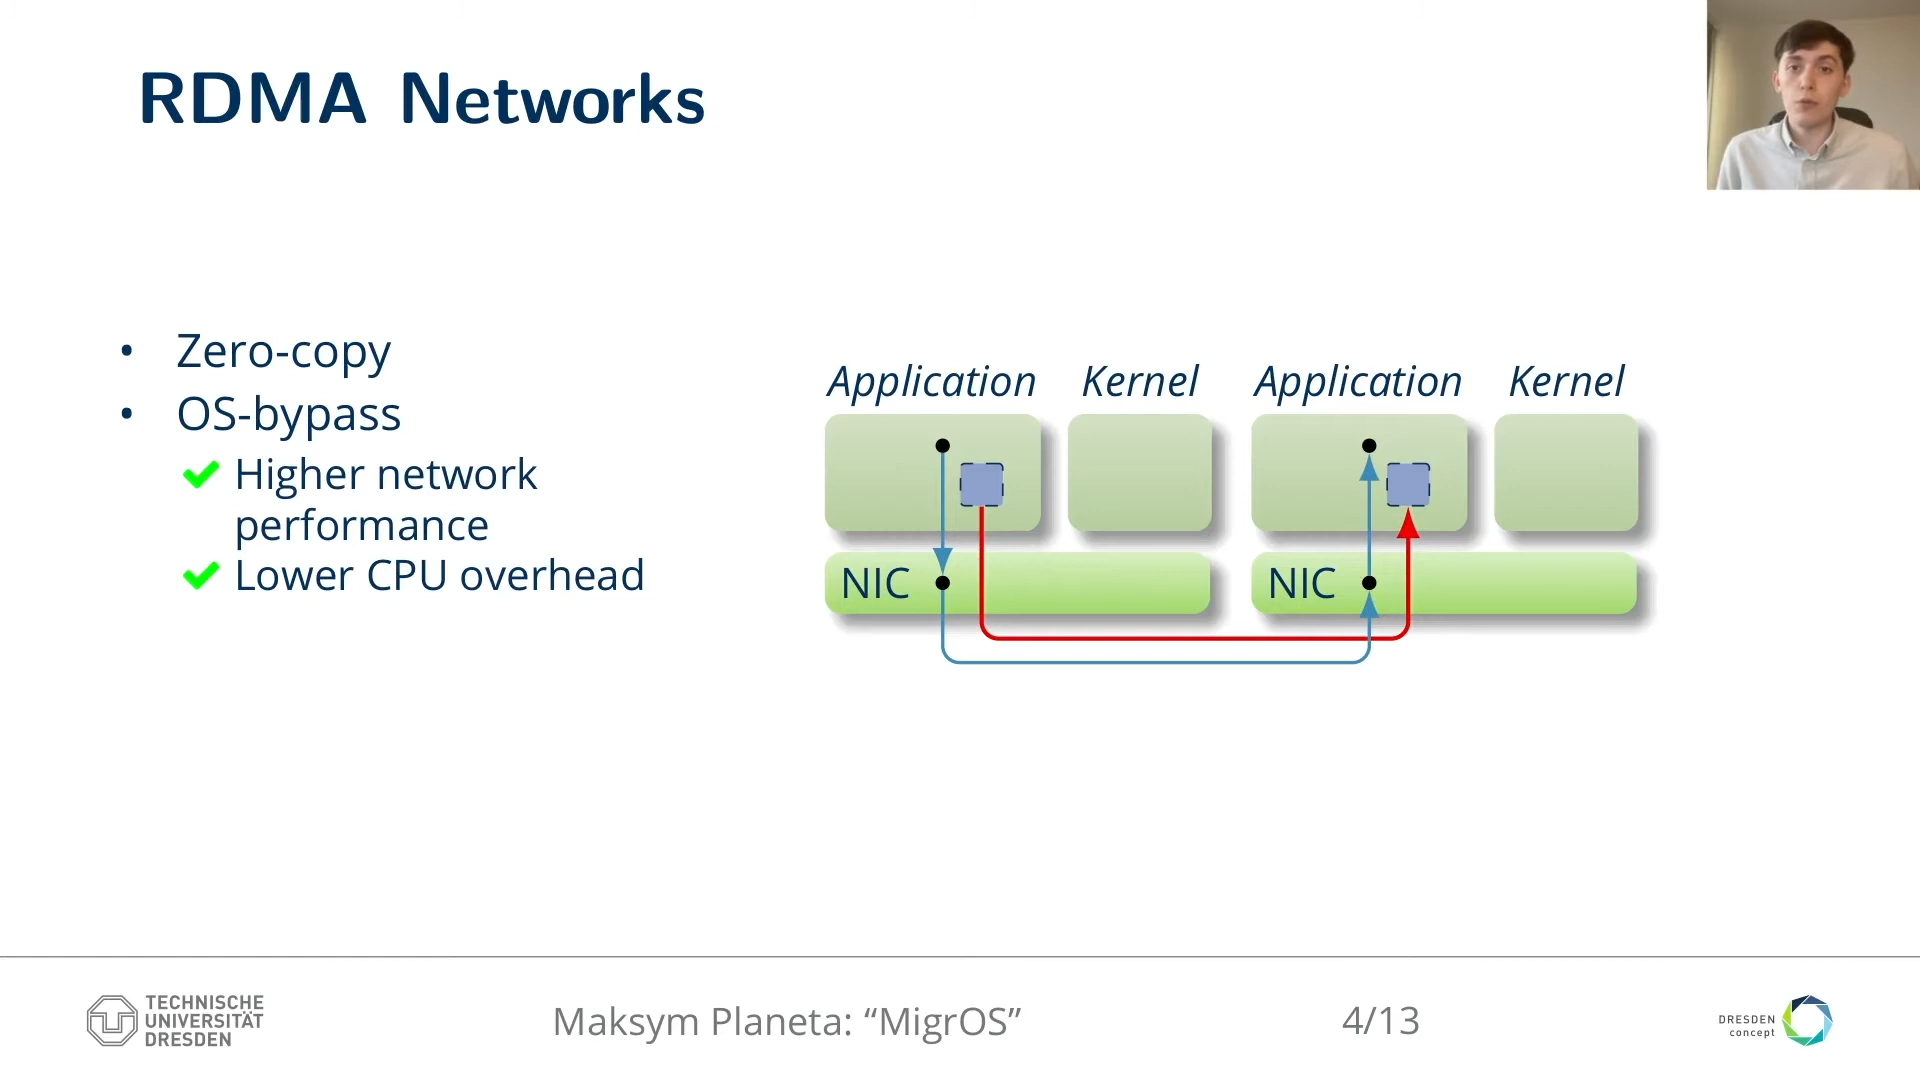 RDMA Networks
• Zero-copy
• OS-bypass
Higher network
performance
Lower CPU overhead
Application Kernel Application Kernel
NIC NIC
TECHNISCHE
UNIVERSITÄT
DRESDEN
Maksym Planeta: “MigrOS”
4/13
DRESDEN
concept